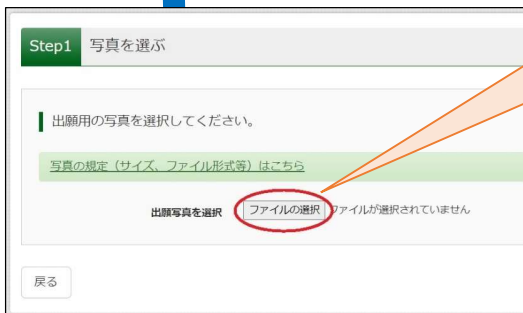 Step1 写真を選ぶ
出願用の写真を選択してください。
写真の規定（サイズ、ファイル形式等）はこちら
出願写真を選択 ファイルの選択 ファイルが選択されていません
戻る